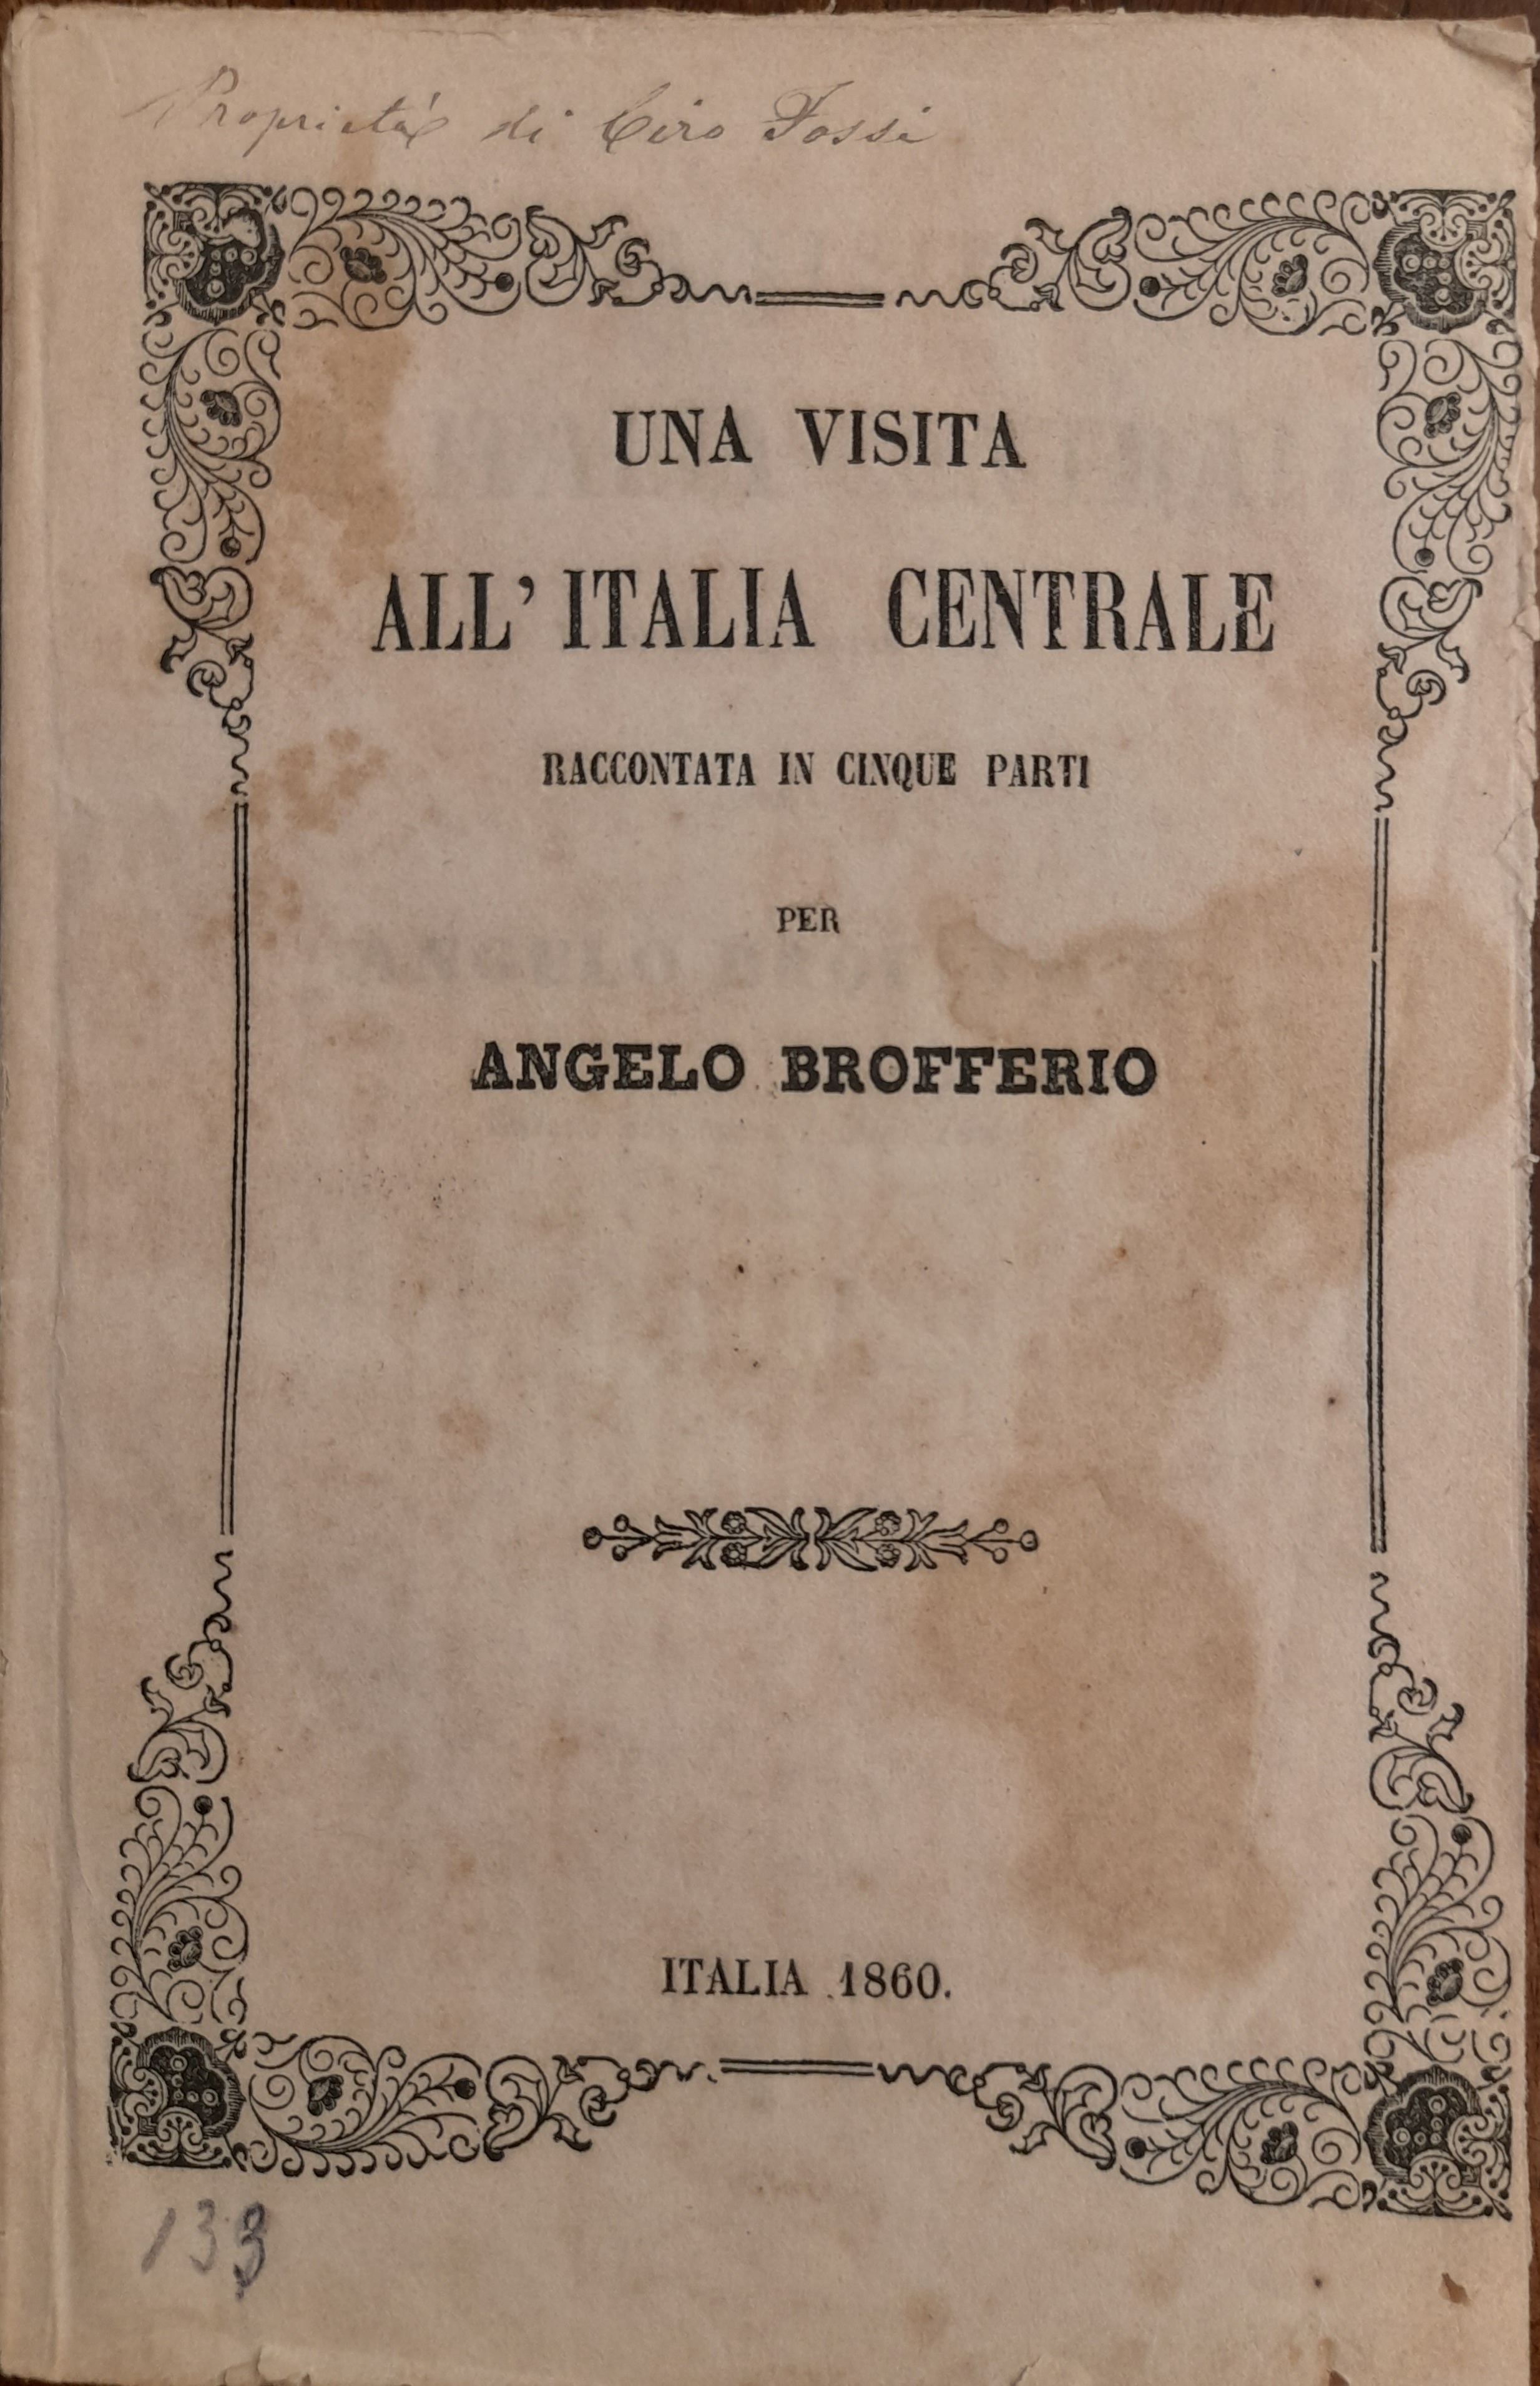 Proprietà di Ciro Fossi
UNA VISITA
ALL' ITALIA CENTRALE
RACCONTATA IN CINQUE PARTI
PER
ANGELO BROFFERIO
ITALIA 1860.
133